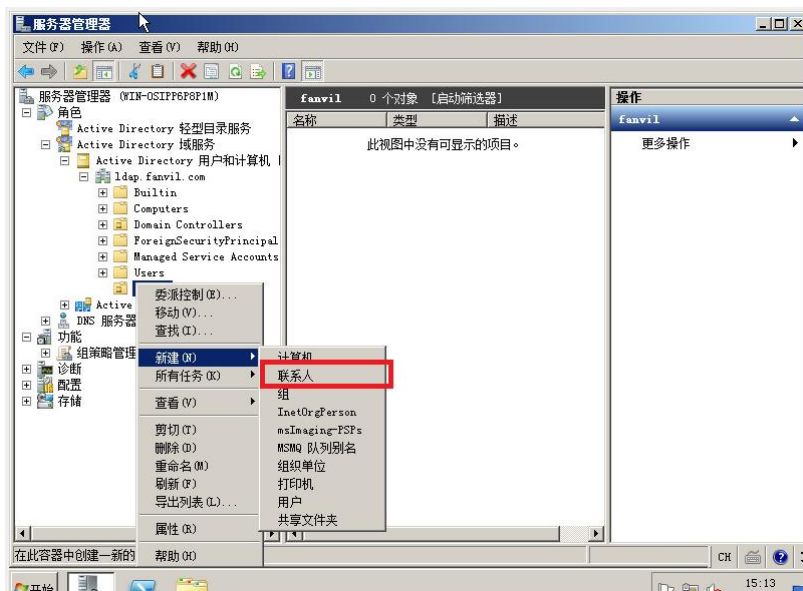 服务器管理器
文件(F) 操作(A) 查看(V) 帮助(H)
服务器管理器 (WIN-OSIPP6P8P1M)
角色
Active Directory 轻型目录服务
Active Directory 域服务
Active Directory 用户和计算机
ldap.fanvil.com
Builtin
Computers
Domain Controllers
ForeignSecurityPrincipal
Managed Service Accounts
Users
Active
DNS 服务器
功能
组策略管理
诊断
配置
存储
fanvil 0 个对象 [启动筛选器]
名称 类型 描述
此视图中没有可显示的项目。
操作
fanvil
更多操作
委派控制(E)...
移动(V)...
查找(I)...
新建(N)
所有任务(K)
查看(V)
剪切(T)
删除(D)
重命名(M)
刷新(F)
导出列表(L)...
属性(R)
帮助(H)
计算机
联系人
组
InetOrgPerson
msImaging-PSPs
MSMQ 队列别名
组织单位
打印机
用户
共享文件夹
在此容器中创建一新的
CH
开始
15:13